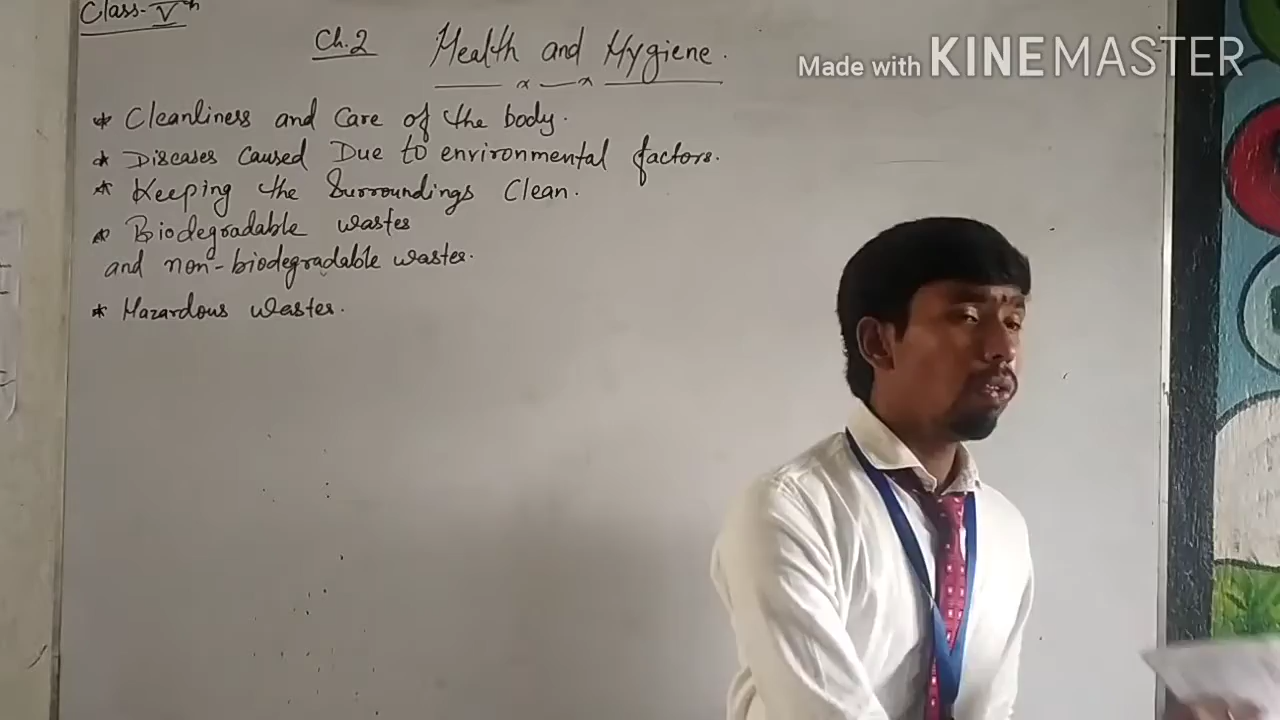 Class-Vth
Ch.2 Health and Hygiene.
Made with KINEMASTER
* Cleanliness and Care of the body.
* Diseases Caused Due to environmental factors.
* Keeping the Surroundings Clean.
* Biodegradable wastes
and non-biodegradable wastes.
* Hazardous wastes.